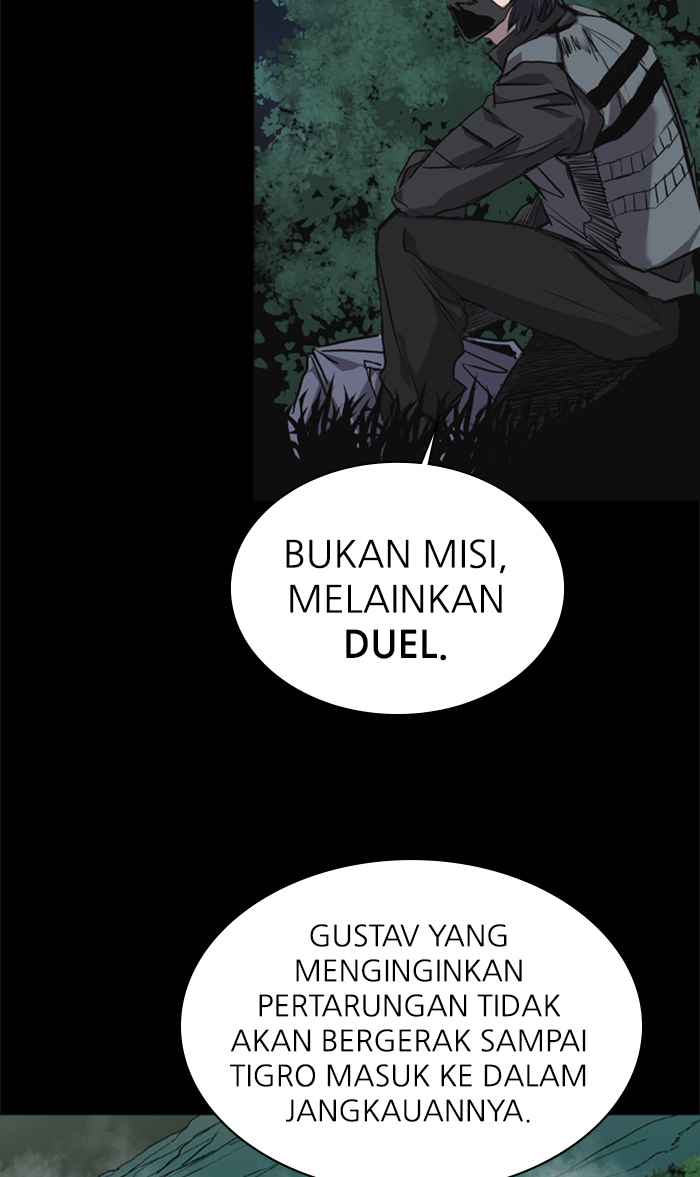 BUKAN MISI,
MELAINKAN
DUEL.
GUSTAV YANG
MENGINGINKAN
PERTARUNGAN TIDAK
AKAN BERGERAK SAMPAI
TIGRO MASUK KE DALAM
JANGKAUANNYA.